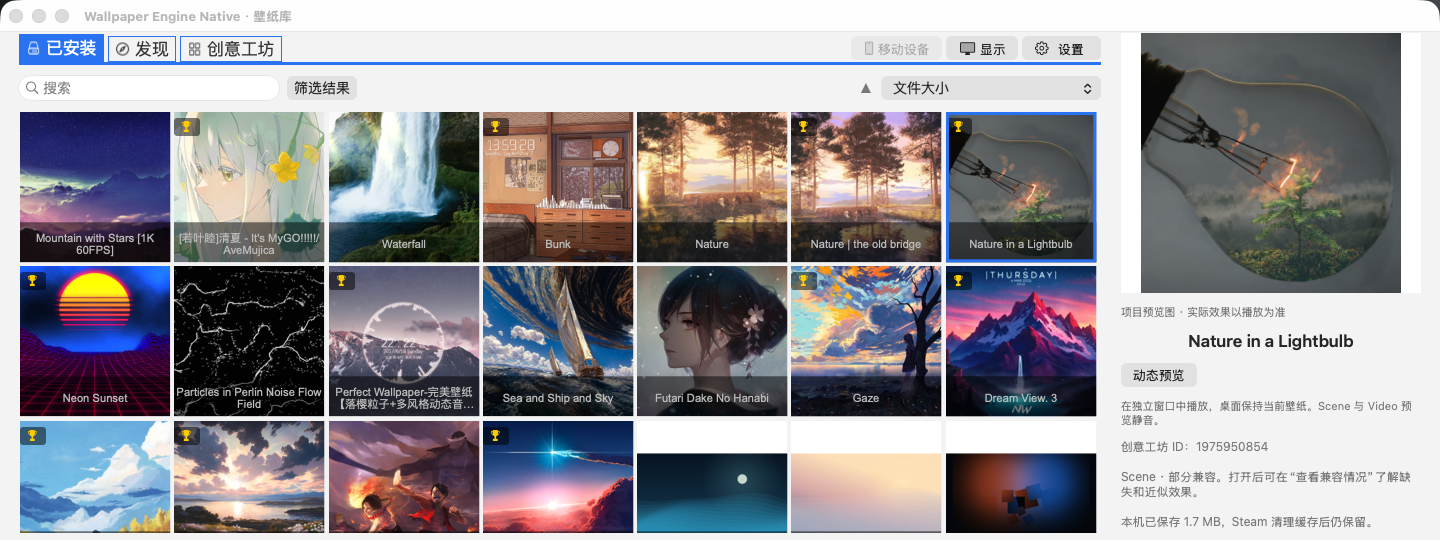 Wallpaper Engine Native · 壁纸库
已安装
发现
创意工坊
移动设备
显示
设置
搜索
筛选结果
文件大小
Mountain with Stars [1K
60FPS]
[若叶睦]清夏 - It's MyGO!!!!!/
AveMujica
Waterfall
13:59:28
Bunk
Nature
Nature | the old bridge
Nature in a Lightbulb
Neon Sunset
Particles in Perlin Noise Flow
Field
Perfect Wallpaper-完美壁纸
【落樱粒子+多风格动态音...
Sea and Ship and Sky
Futari Dake No Hanabi
Gaze
|THURSDAY|
Dream View. 3
NW
项目预览图 · 实际效果以播放为准
Nature in a Lightbulb
动态预览
在独立窗口中播放，桌面保持当前壁纸。Scene 与 Video 预
览静音。
创意工坊 ID：1975950854
Scene · 部分兼容。打开后可在“查看兼容情况”了解缺
失和近似效果。
本机已保存 1.7 MB，Steam 清理缓存后仍保留。